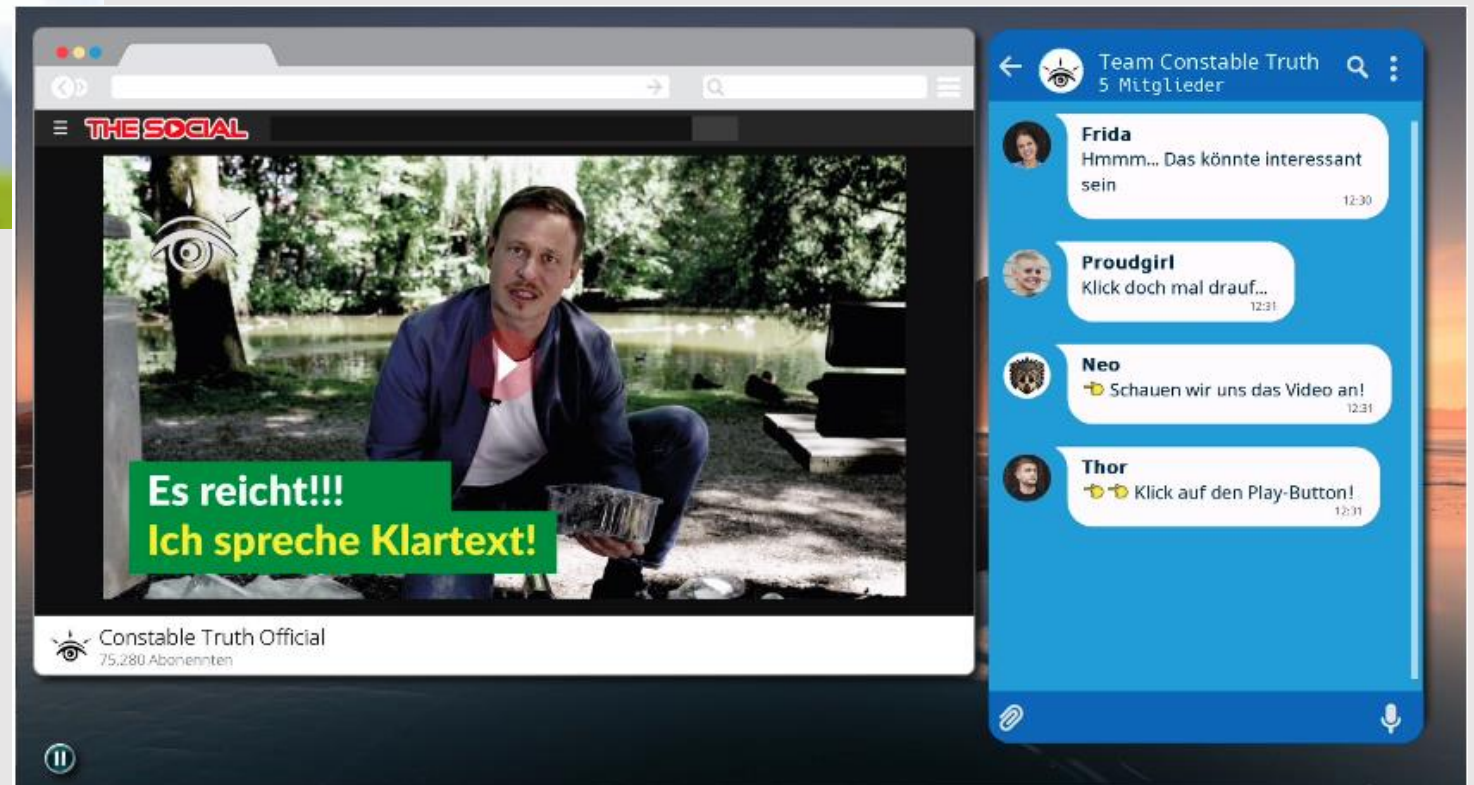 THE SOCIAL
Es reicht!!!
Ich spreche Klartext!
Constable Truth Official
75.280 Abonennten
Team Constable Truth
5 Mitglieder
Frida
Hmmm... Das könnte interessant
sein
12:30
Proudgirl
Klick doch mal drauf...
12:31
Neo
👈 Schauen wir uns das Video an!
12:31
Thor
👈👈 Klick auf den Play-Button!
12:31